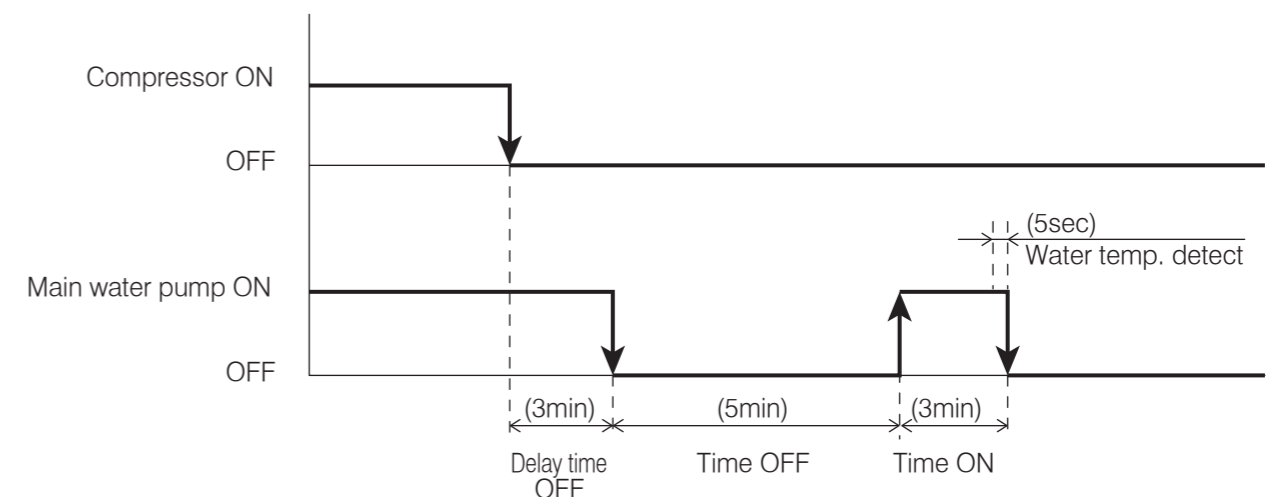 Compressor ON
OFF
(5sec)
Water temp. detect
Main water pump ON
OFF
(3min)
(5min)
(3min)
Delay time
OFF
Time OFF
Time ON